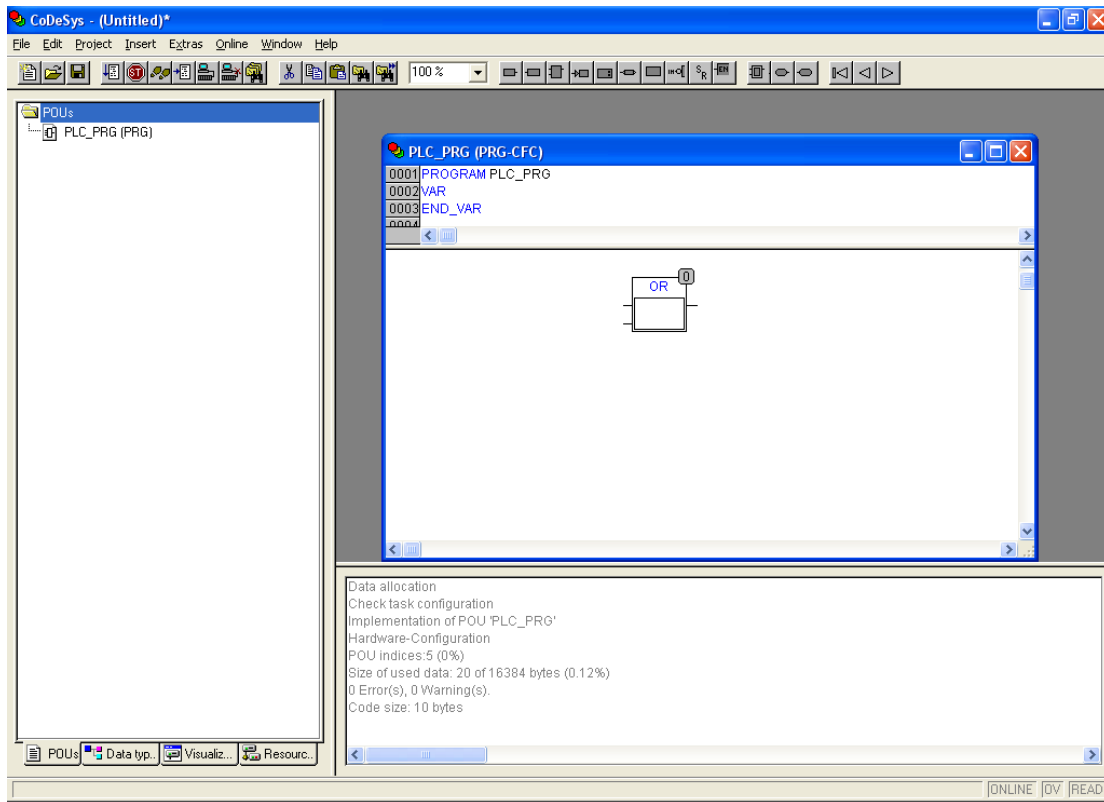 CoDeSys - (Untitled)*
File Edit Project Insert Extras Online Window Help
100 %
POUs
PLC_PRG (PRG)
PLC_PRG (PRG-CFC)
0001 PROGRAM PLC_PRG
0002 VAR
0003 END_VAR
0004
0
OR
Data allocation
Check task configuration
Implementation of POU 'PLC_PRG'
Hardware-Configuration
POU indices:5 (0%)
Size of used data: 20 of 16384 bytes (0.12%)
0 Error(s), 0 Warning(s).
Code size: 10 bytes
POUs Data typ.. Visualiz... Resourc..
ONLINE OV READ